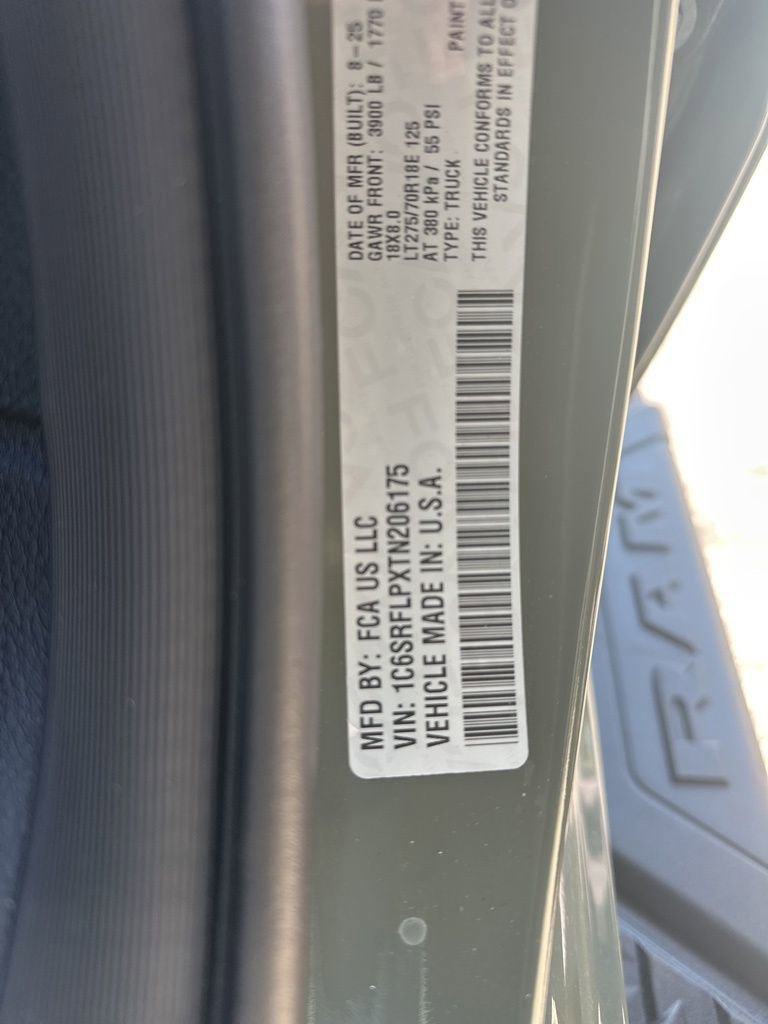 MFD BY: FCA US LLC
VIN: 1C6SRFLPXTN206175
VEHICLE MADE IN: U.S.A.
DATE OF MFR (BUILT): 8-25
GAWR FRONT: 3900 LB / 1770
18X8.0
LT275/70R18E 125
AT 380 kPa / 55 PSI
TYPE: TRUCK
PAINT
THIS VEHICLE CONFORMS TO ALL
STANDARDS IN EFFECT
RAM